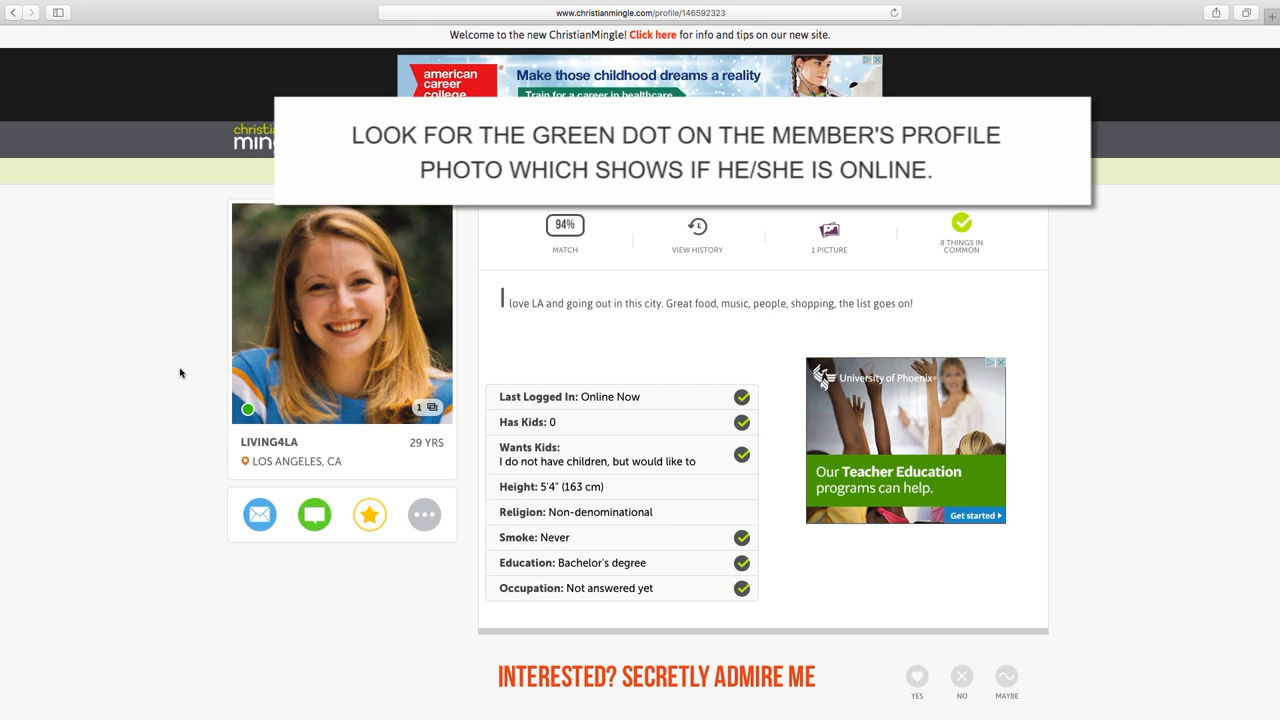 www.christianmingle.com/profile/146592323
Welcome to the new ChristianMingle! Click here for info and tips on our new site.
american
career
college
Make those childhood dreams a reality
Train for a career in healthcare
LOOK FOR THE GREEN DOT ON THE MEMBER'S PROFILE
PHOTO WHICH SHOWS IF HE/SHE IS ONLINE.
94%
MATCH
VIEW HISTORY
1 PICTURE
8 THINGS IN
COMMON
I love LA and going out in this city. Great food, music, people, shopping, the list goes on!
1
LIVING4LA 29 YRS
LOS ANGELES, CA
Last Logged In: Online Now
Has Kids: 0
Wants Kids:
I do not have children, but would like to
Height: 5'4" (163 cm)
Religion: Non-denominational
Smoke: Never
Education: Bachelor's degree
Occupation: Not answered yet
University of Phoenix®
Our Teacher Education
programs can help.
Get started
INTERESTED? SECRETLY ADMIRE ME
YES
NO
MAYBE